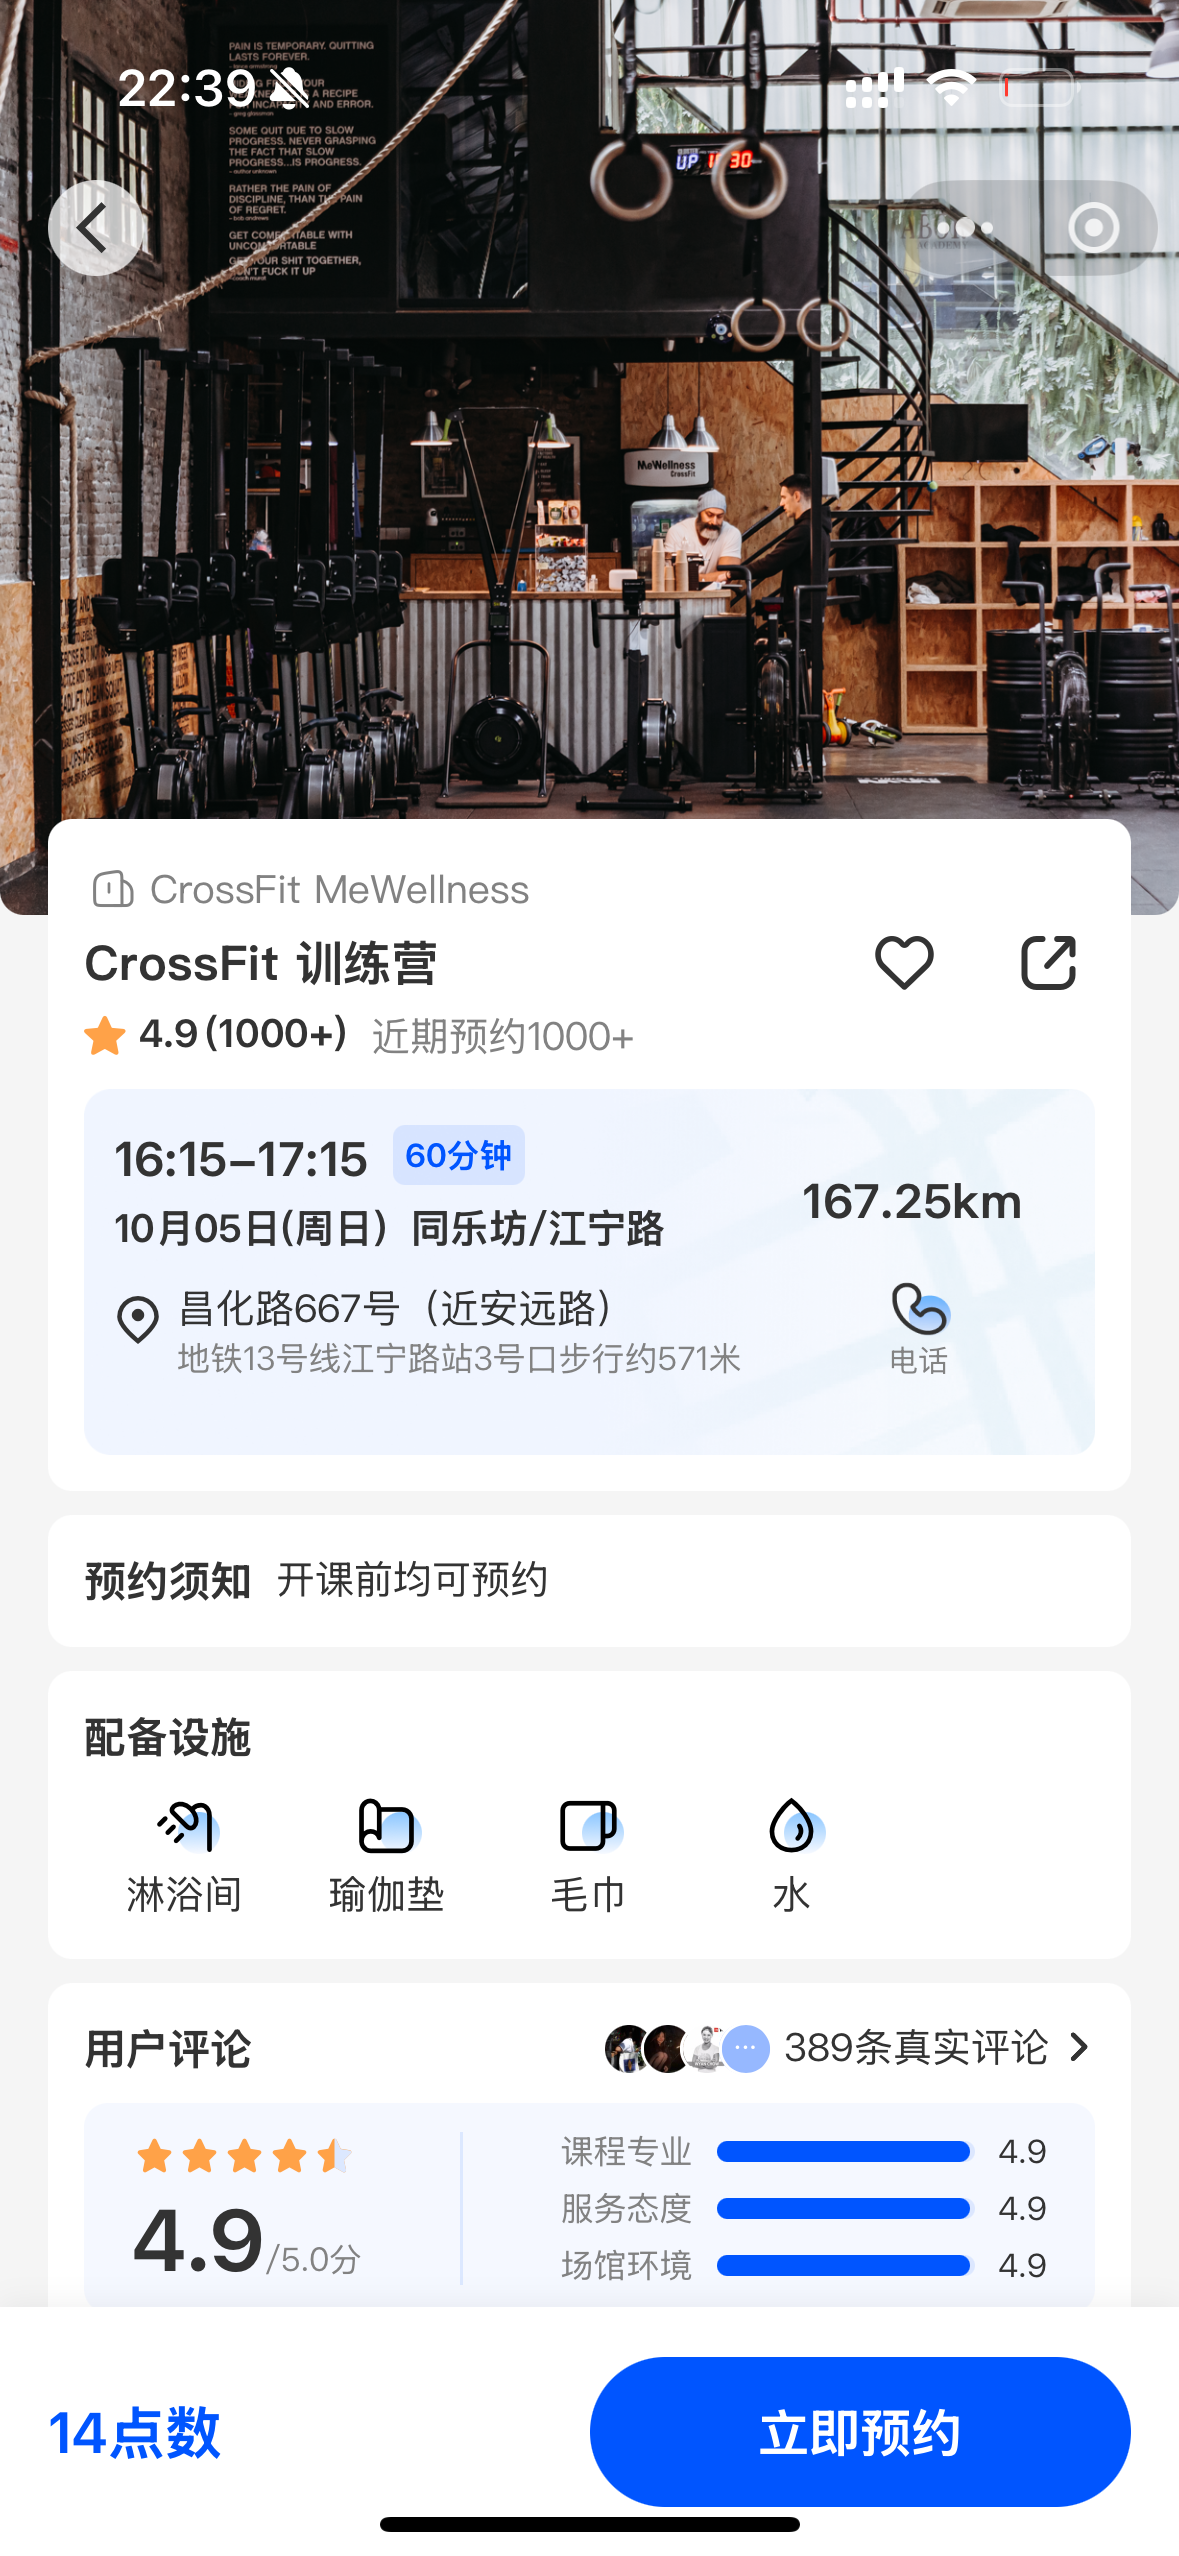 PAIN IS TEMPORARY. QUITTING
LASTS FOREVER.
22:39
A RECIPE
AND ERROR.
SOME QUIT DUE TO SLOW
PROGRESS. NEVER GRASPING
THE FACT THAT SLOW
PROGRESS...IS PROGRESS.
- author unknown
RATHER THE PAIN OF
DISCIPLINE, THAN THE PAIN
OF REGRET.
GET COMFORTABLE WITH
UNCOMFORTABLE
GET YOUR SHIT TOGETHER,
DON'T FUCK IT UP
UP
MeWellness
CrossFit
CrossFit MeWellness
CrossFit 训练营
4.9(1000+) 近期预约1000+
16:15–17:15 60分钟
167.25km
10月05日(周日) 同乐坊/江宁路
昌化路667号（近安远路）
地铁13号线江宁路站3号口步行约571米
电话
预约须知 开课前均可预约
配备设施
淋浴间 瑜伽垫 毛巾 水
用户评论 389条真实评论
4.9/5.0分
课程专业 4.9
服务态度 4.9
场馆环境 4.9
14点数 立即预约